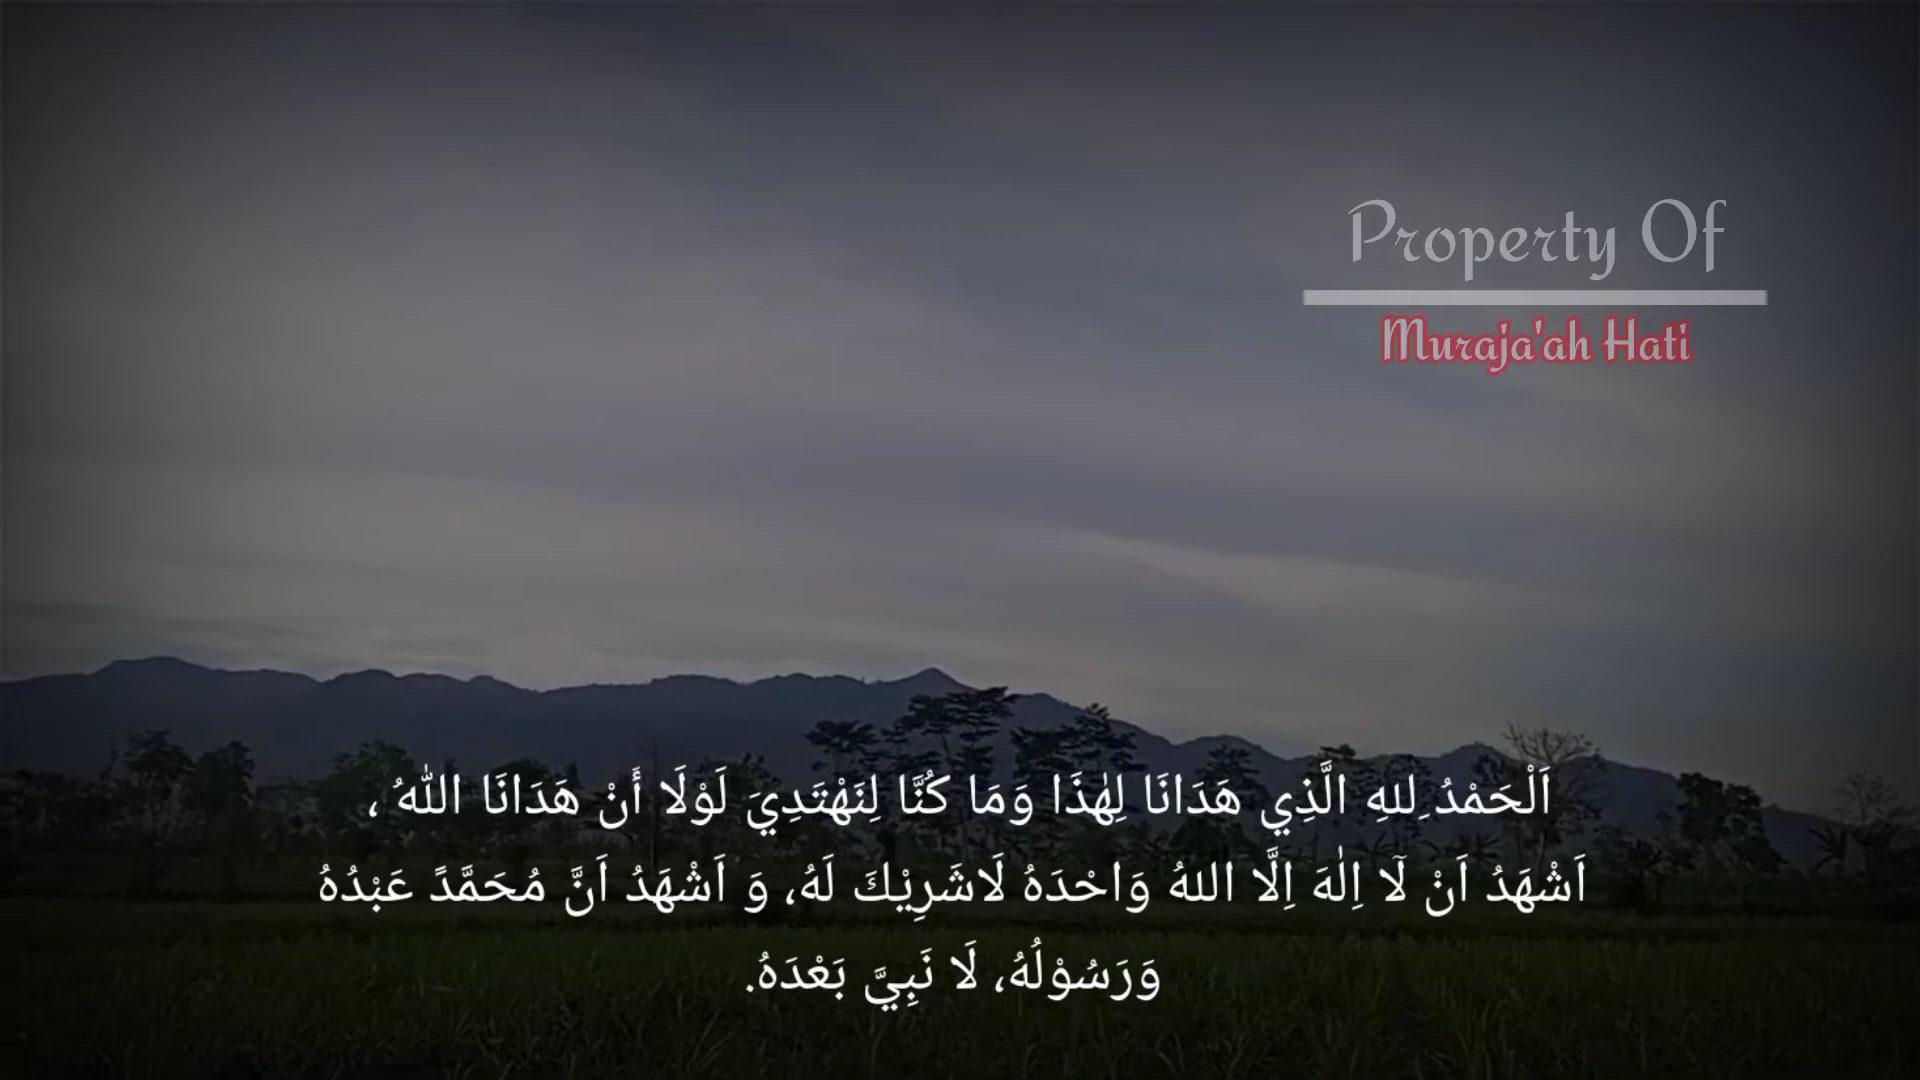 Property Of
Muraja'ah Hati
اَلْحَمْدُ ِللهِ الَّذِي هَدَانَا لِهٰذَا وَمَا كُنَّا لِنَهْتَدِيَ لَوْلَا أَنْ هَدَانَا اللّٰهُ ،
اَشْهَدُ اَنْ لَآ اِلٰهَ اِلَّا اللهُ وَاحْدَهُ لَاشَرِيْكَ لَهُ، وَ اَشْهَدُ اَنَّ مُحَمَّدً عَبْدُهُ
وَرَسُوْلُهُ، لَا نَبِيَّ بَعْدَهُ.